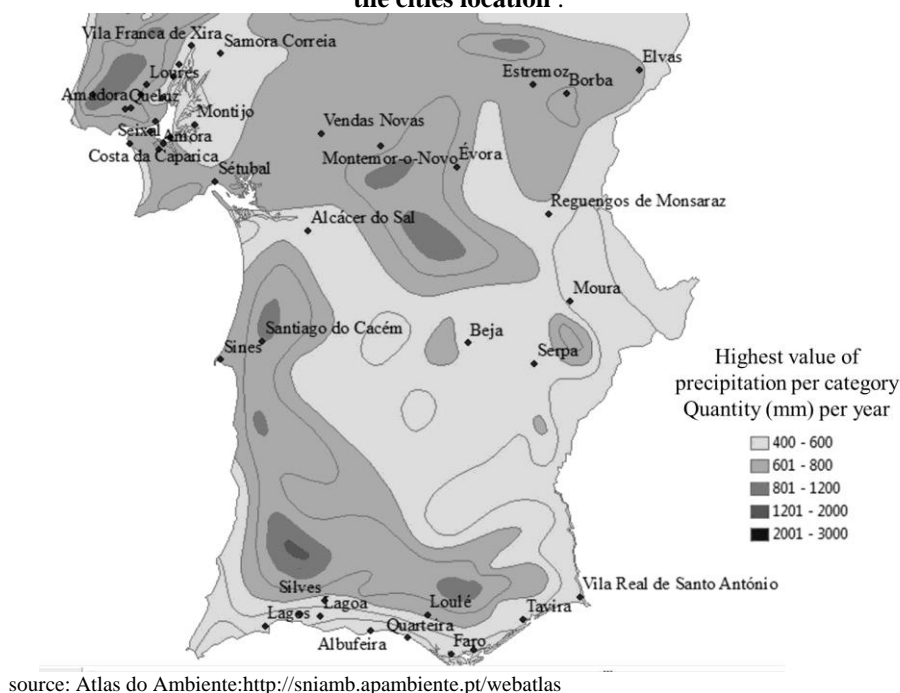 the cities location .
Vila Franca de Xira
Samora Correia
Elvas
Loures
Estremoz
Borba
Amadora
Queluz
Montijo
Vendas Novas
Seixal
Amora
Montemor-o-Novo
Évora
Costa da Caparica
Sétubal
Reguengos de Monsaraz
Alcácer do Sal
Moura
Santiago do Cacém
Beja
Sines
Serpa
Highest value of
precipitation per category
Quantity (mm) per year
400 - 600
601 - 800
801 - 1200
1201 - 2000
2001 - 3000
Silves
Vila Real de Santo António
Lagos
Lagoa
Loulé
Tavira
Quarteira
Albufeira
Faro
source: Atlas do Ambiente:http://sniamb.apambiente.pt/webatlas